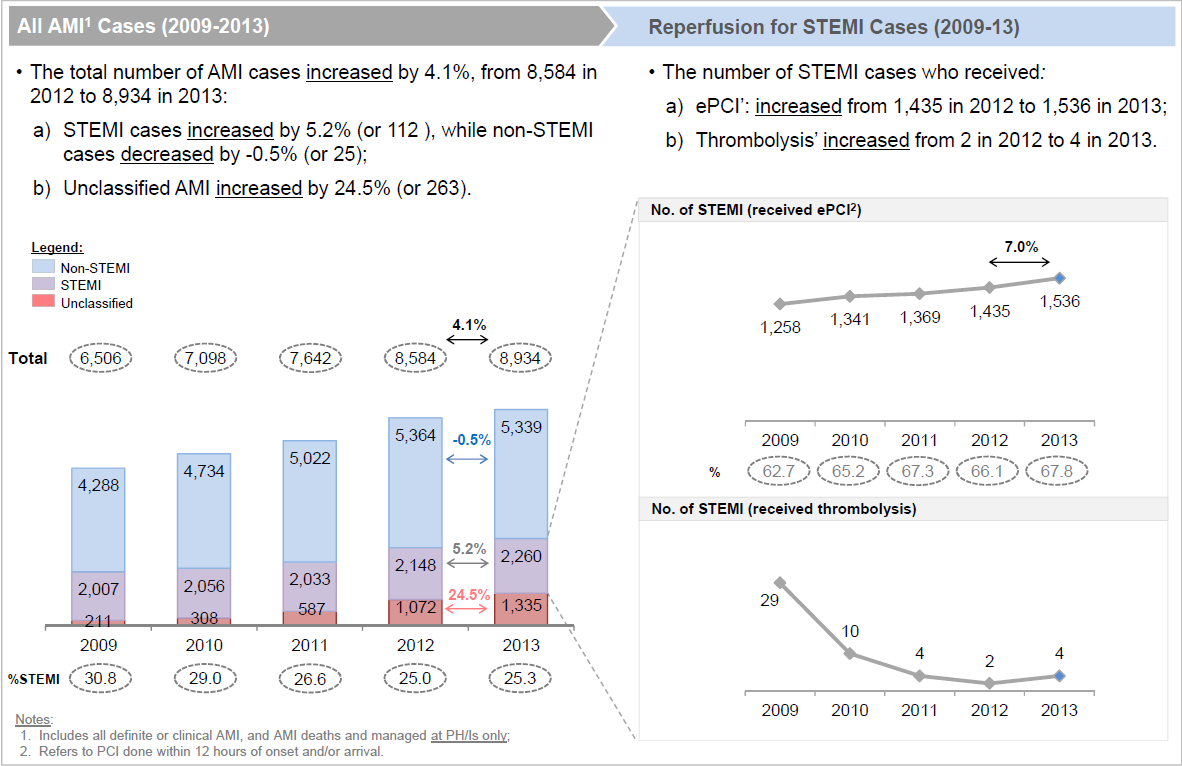 All AMI¹ Cases (2009-2013)
• The total number of AMI cases increased by 4.1%, from 8,584 in
2012 to 8,934 in 2013:
a) STEMI cases increased by 5.2% (or 112 ), while non-STEMI
cases decreased by -0.5% (or 25);
b) Unclassified AMI increased by 24.5% (or 263).
Legend:
Non-STEMI
STEMI
Unclassified
4.1%
Total 6,506 7,098 7,642 8,584 8,934
4,288 4,734 5,022 5,364 -0.5% 5,339
2,007 2,056 2,033 2,148 5.2% 2,260
211 308 587 1,072 24.5% 1,335
2009 2010 2011 2012 2013
%STEMI 30.8 29.0 26.6 25.0 25.3
Notes:
1. Includes all definite or clinical AMI, and AMI deaths and managed at PH/Is only;
2. Refers to PCI done within 12 hours of onset and/or arrival.
Reperfusion for STEMI Cases (2009-13)
• The number of STEMI cases who received:
a) ePCI’: increased from 1,435 in 2012 to 1,536 in 2013;
b) Thrombolysis’ increased from 2 in 2012 to 4 in 2013.
No. of STEMI (received ePCI²)
7.0%
1,258 1,341 1,369 1,435 1,536
2009 2010 2011 2012 2013
% 62.7 65.2 67.3 66.1 67.8
No. of STEMI (received thrombolysis)
29 10 4 2 4
2009 2010 2011 2012 2013